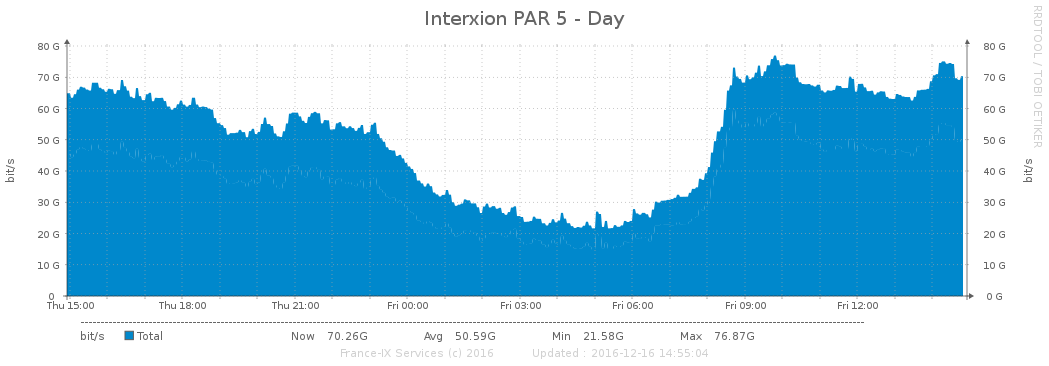 Interxion PAR 5 - Day
RRDTOOL / TOBI OETIKER
80 G 80 G
70 G 70 G
60 G 60 G
50 G 50 G
40 G 40 G
30 G 30 G
20 G 20 G
10 G 10 G
0 0 G
bit/s
bit/s
Thu 15:00 Thu 18:00 Thu 21:00 Fri 00:00 Fri 03:00 Fri 06:00 Fri 09:00 Fri 12:00
bit/s Total Now 70.26G Avg 50.59G Min 21.58G Max 76.87G
France-IX Services (c) 2016 Updated : 2016-12-16 14:55:04